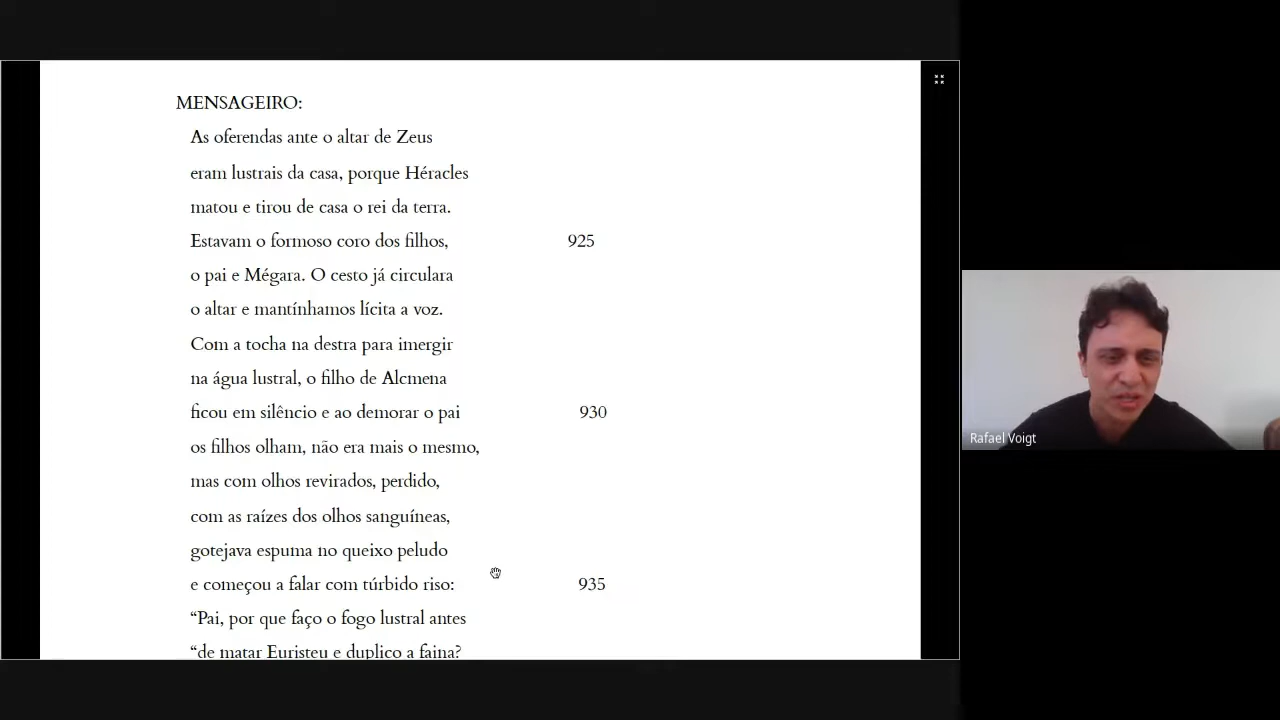 MENSAGEIRO:
As oferendas ante o altar de Zeus
eram lustrais da casa, porque Héracles
matou e tirou de casa o rei da terra.
Estavam o formoso coro dos filhos, 925
o pai e Mégara. O cesto já circulara
o altar e mantínhamos lícita a voz.
Com a tocha na destra para imergir
na água lustral, o filho de Alcmena
ficou em silêncio e ao demorar o pai 930
os filhos olham, não era mais o mesmo,
mas com olhos revirados, perdido,
com as raízes dos olhos sanguíneas,
gotejava espuma no queixo peludo
e começou a falar com túrbido riso: 935
“Pai, por que faço o fogo lustral antes
“de matar Euristeu e duplico a faina?
Rafael Voigt